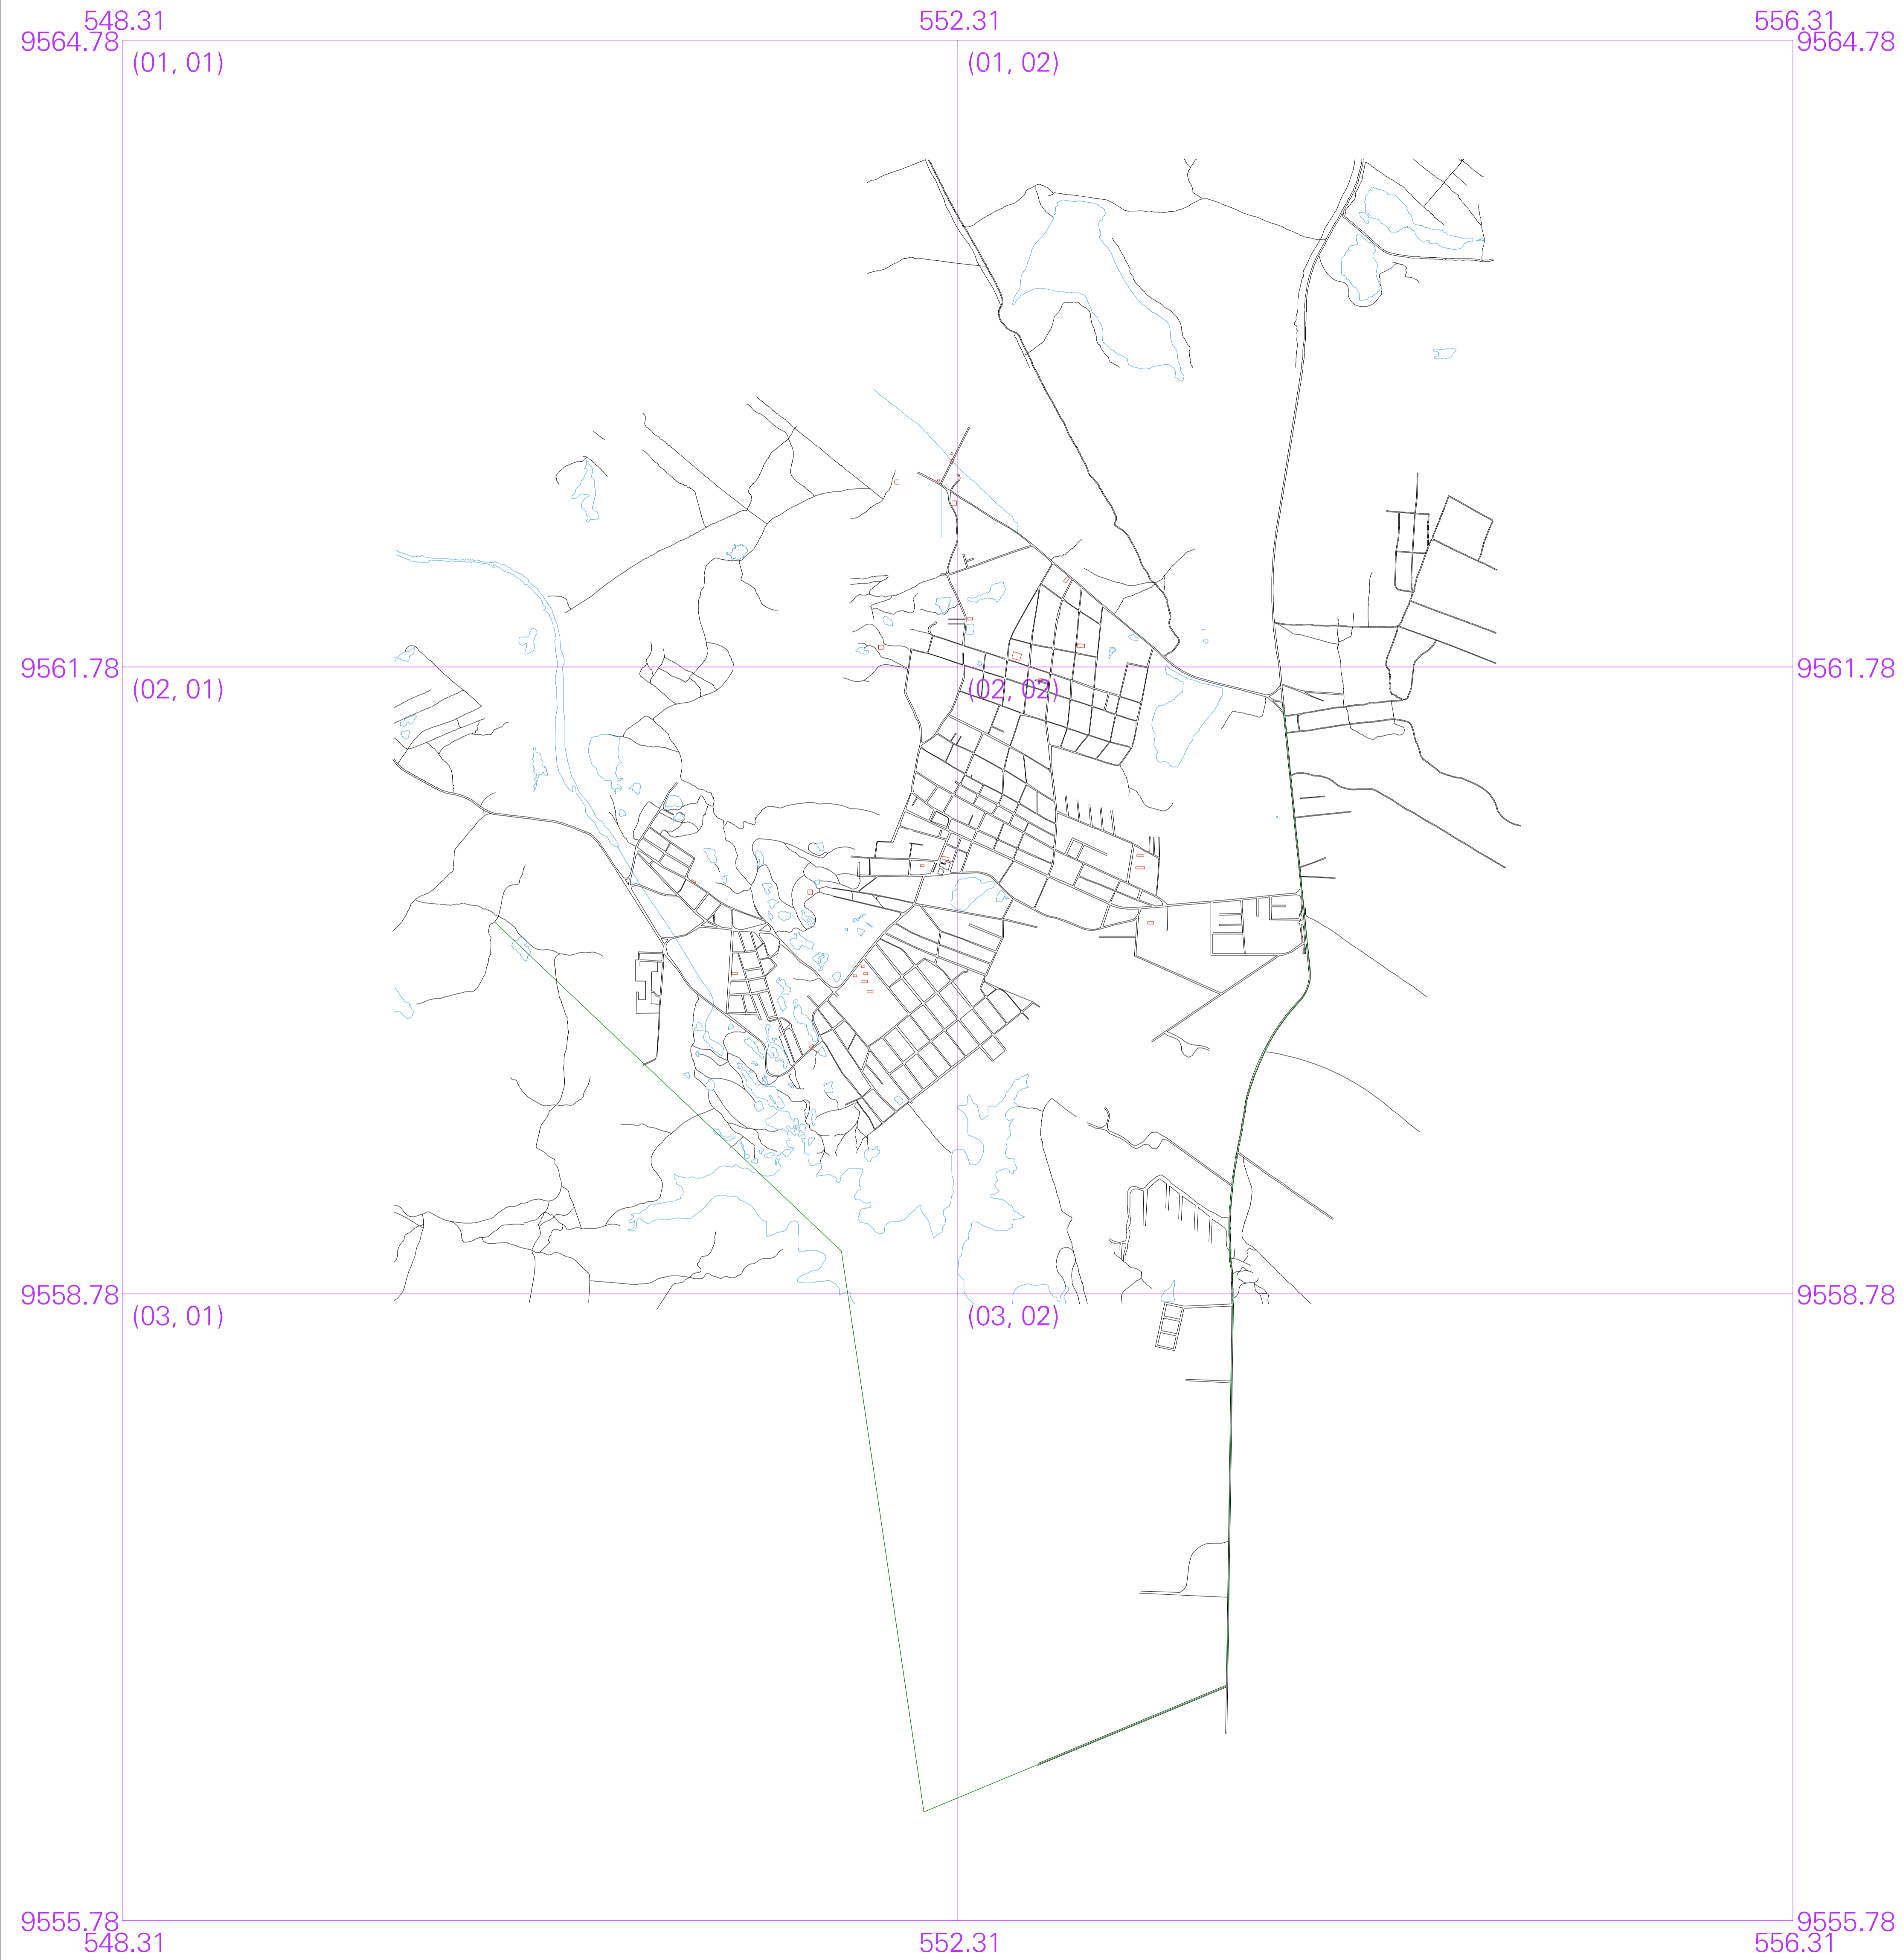 548.31 552.31 556.31
9564.78 9564.78
(01, 01) (01, 02)
9561.78 9561.78
(02, 01) (02, 02)
9558.78 9558.78
(03, 01) (03, 02)
9555.78 9555.78
548.31 552.31 556.31